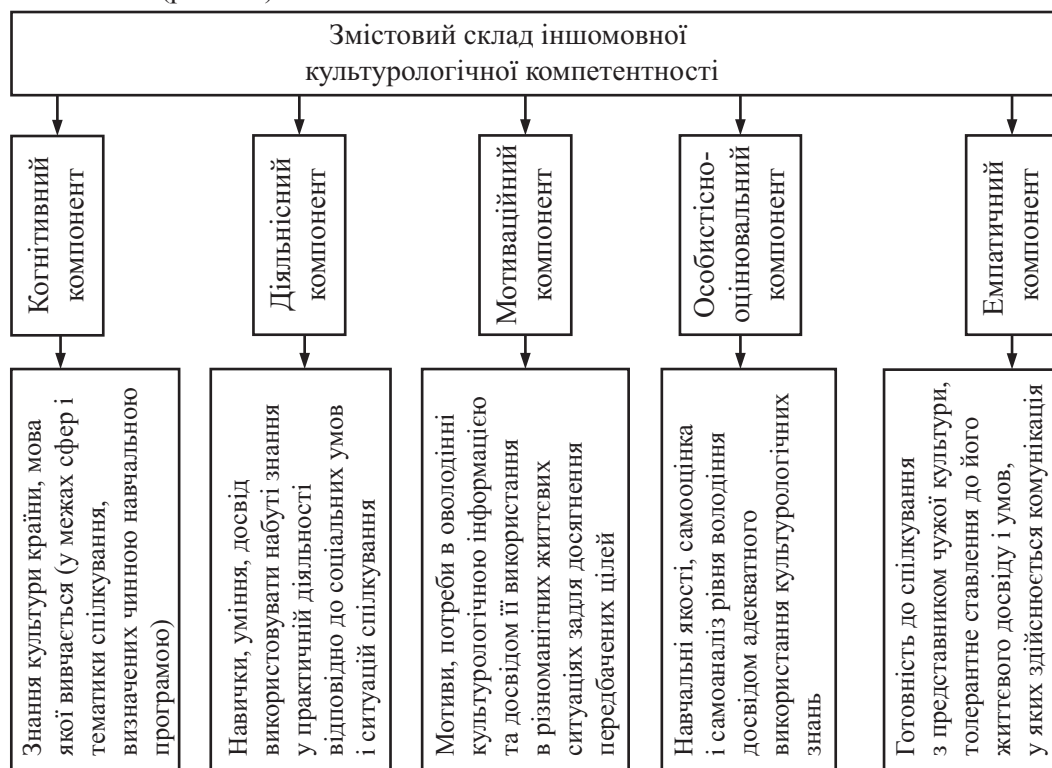 Змістовий склад іншомовної
культурологічної компетентності
Когнітивний
компонент
Діяльнісний
компонент
Мотиваційний
компонент
Особистісно-
оцінювальний
компонент
Емпатичний
компонент
Знання культури країни, мова
якої вивчається (у межах сфер і
тематики спілкування,
визначених чинною навчальною
програмою)
Навички, уміння, досвід
використовувати набуті знання
у практичній діяльності
відповідно до соціальних умов
і ситуацій спілкування
Мотиви, потреби в оволодінні
культурологічною інформацією
та досвідом її використання
в різноманітних життєвих
ситуаціях задля досягнення
передбачених цілей
Навчальні якості, самооцінка
і самоаналіз рівня володіння
досвідом адекватного
використання культурологічних
знань
Готовність до спілкування
з представником чужої культури,
толерантне ставлення до його
життєвого досвіду і умов,
у яких здійснюється комунікація